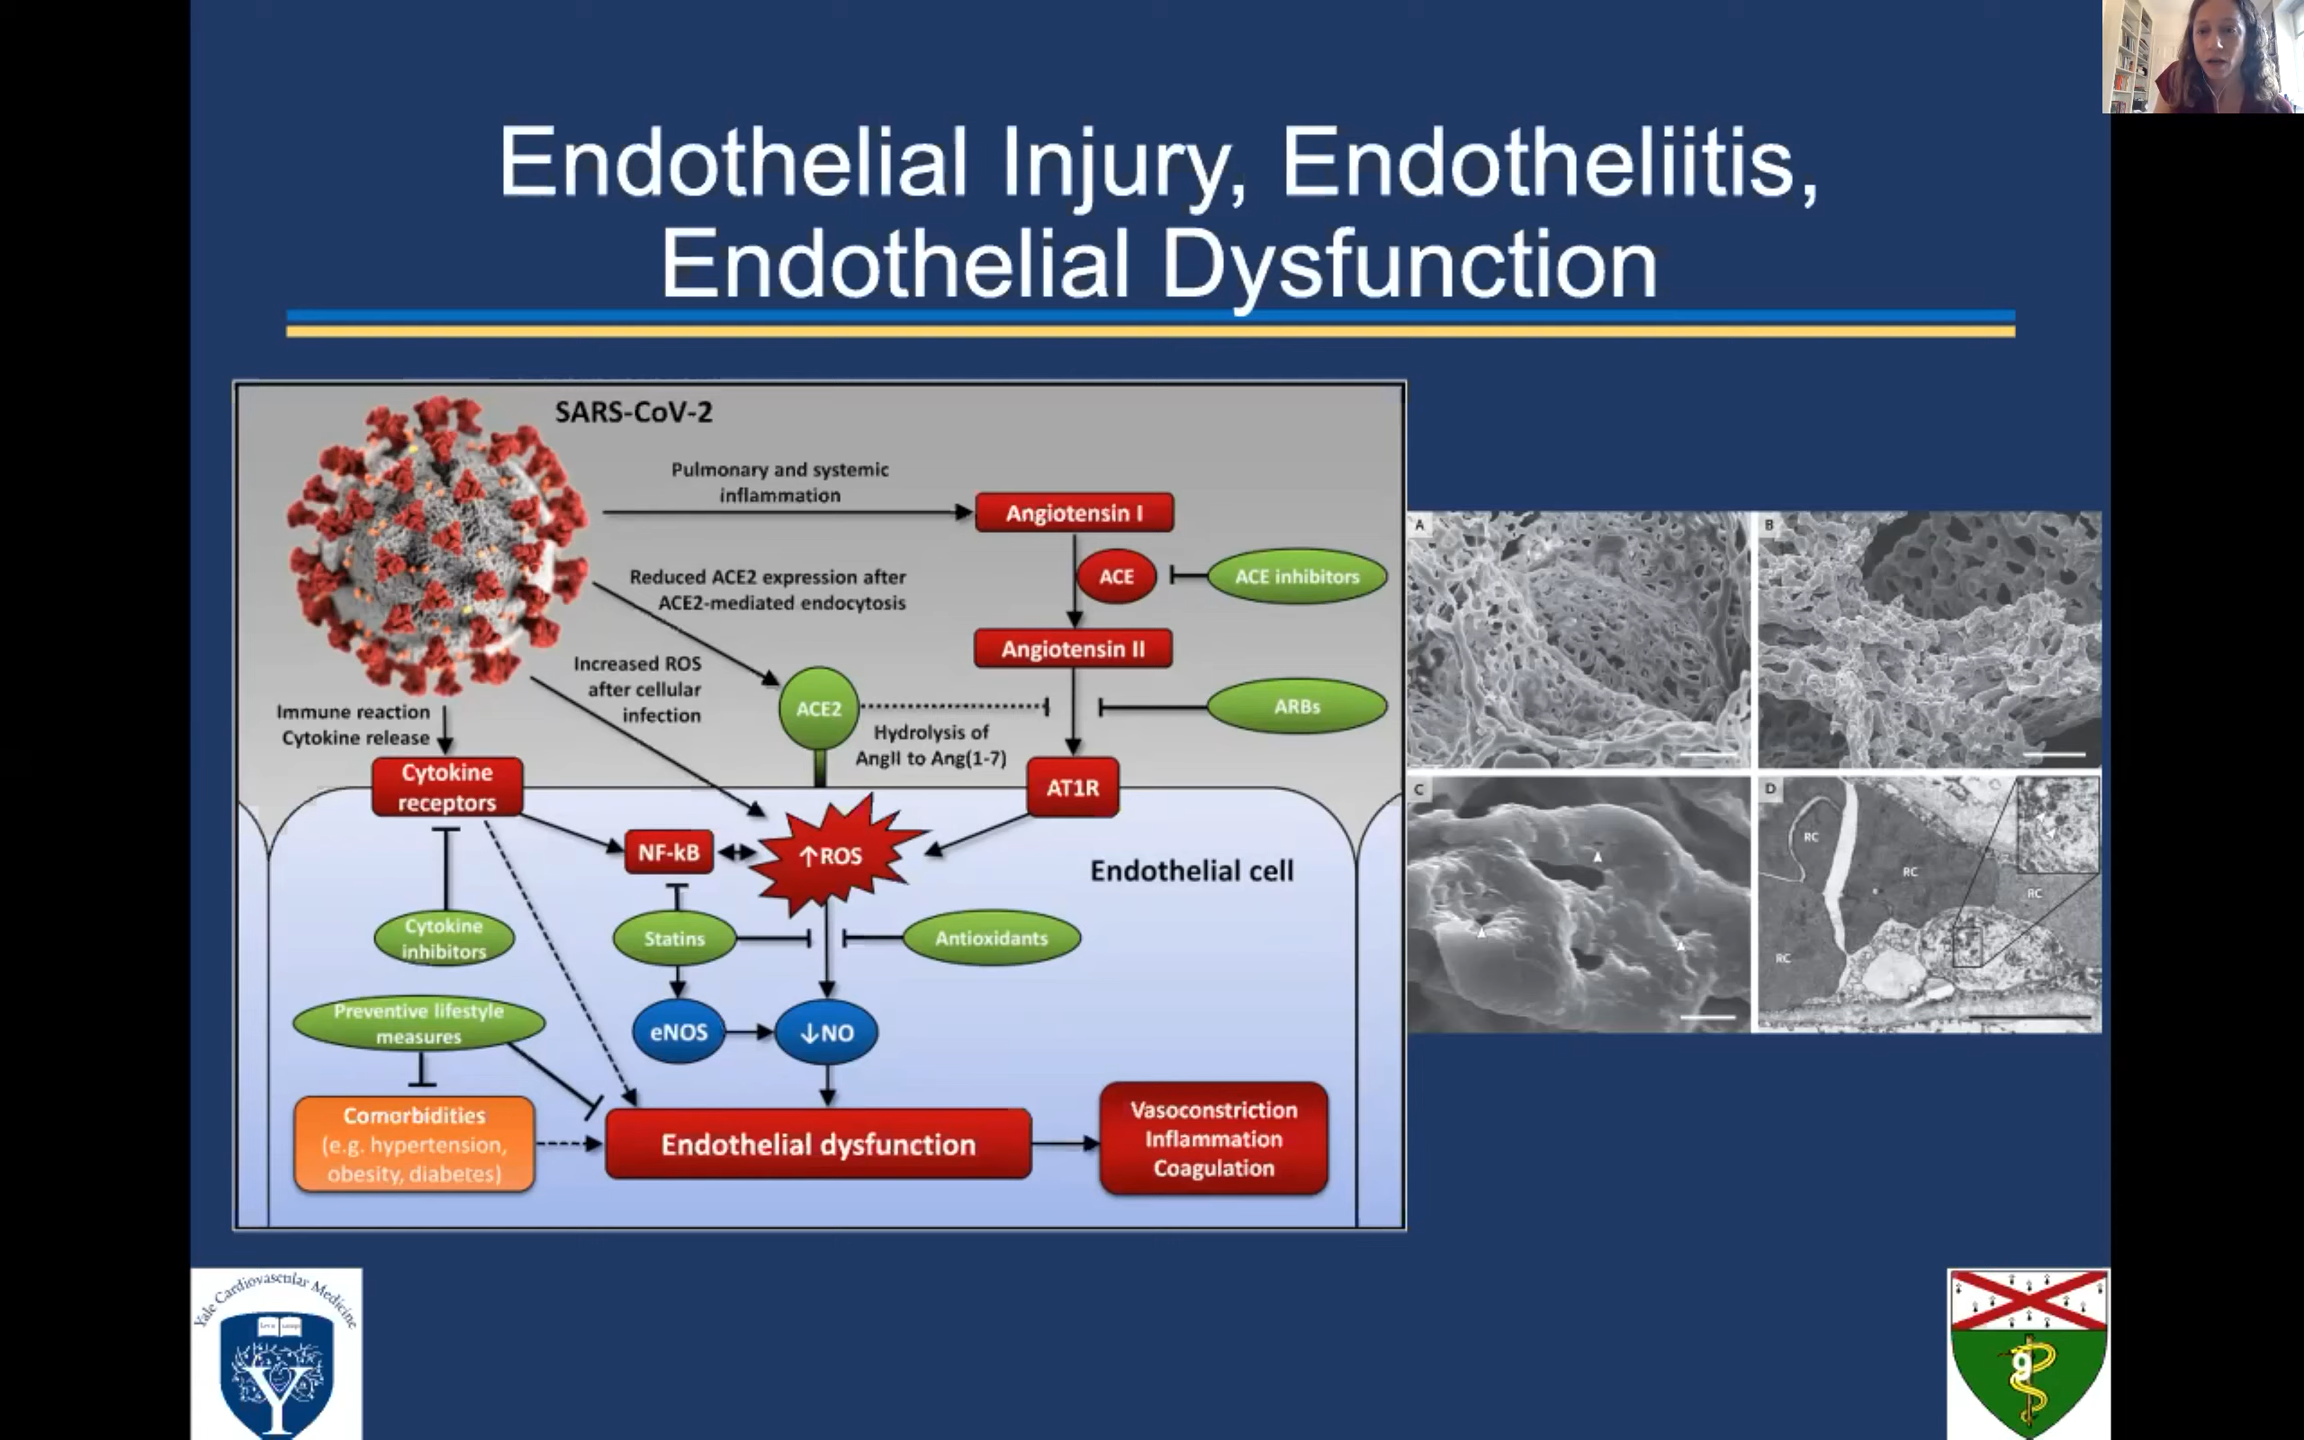 Endothelial Injury, Endotheliitis,
Endothelial Dysfunction
SARS-CoV-2
Pulmonary and systemic
inflammation
Angiotensin I
Reduced ACE2 expression after
ACE2-mediated endocytosis
ACE
ACE inhibitors
Angiotensin II
Increased ROS
after cellular
infection
ACE2
ARBs
Immune reaction
Cytokine release
Hydrolysis of
AngII to Ang(1-7)
Cytokine
receptors
AT1R
NF-kB
↑ROS
Endothelial cell
Cytokine
inhibitors
Statins
Antioxidants
Preventive lifestyle
measures
eNOS
↓NO
Comorbidities
(e.g. hypertension,
obesity, diabetes)
Endothelial dysfunction
Vasoconstriction
Inflammation
Coagulation
A
B
C
D
RC
RC
RC
RC
Yale Cardiovascular Medicine
Y
9